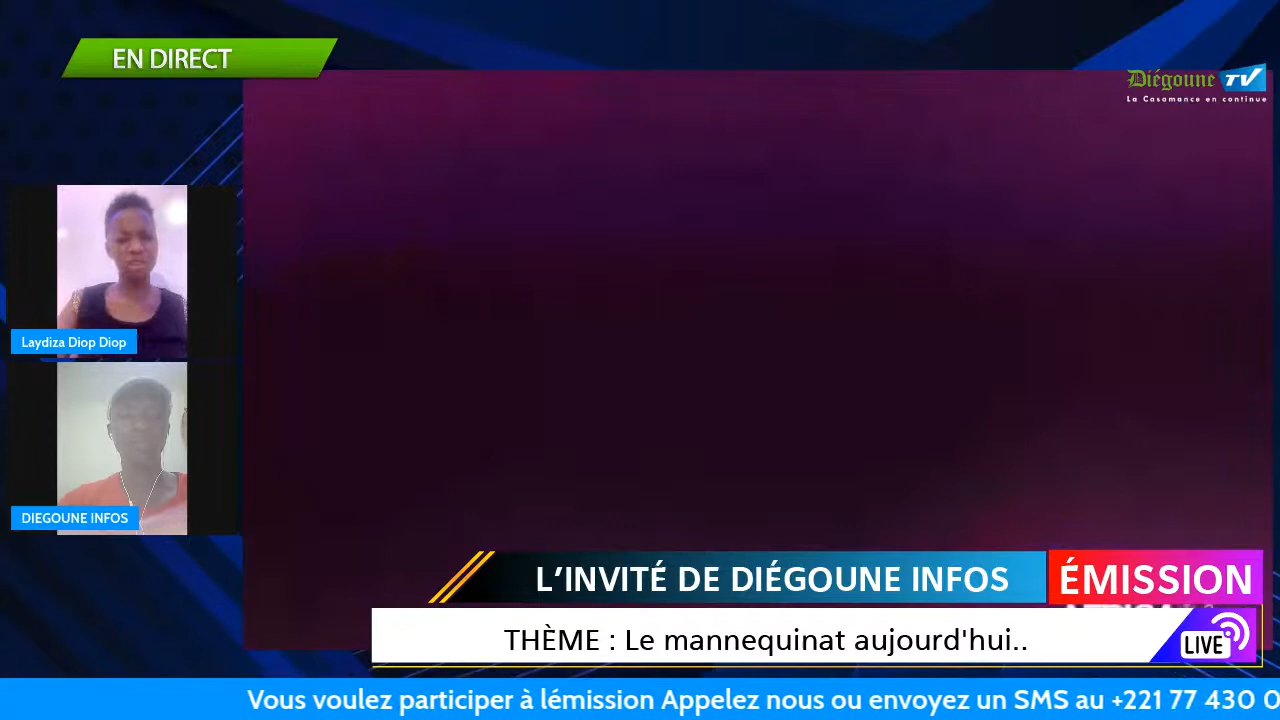 EN DIRECT
Diégoune TV
La Casamance en continue
Laydiza Diop Diop
DIEGOUNE INFOS
L'INVITÉ DE DIÉGOUNE INFOS
ÉMISSION
THÈME : Le mannequinat aujourd'hui..
LIVE
Vous voulez participer à lémission Appelez nous ou envoyez un SMS au +221 77 430